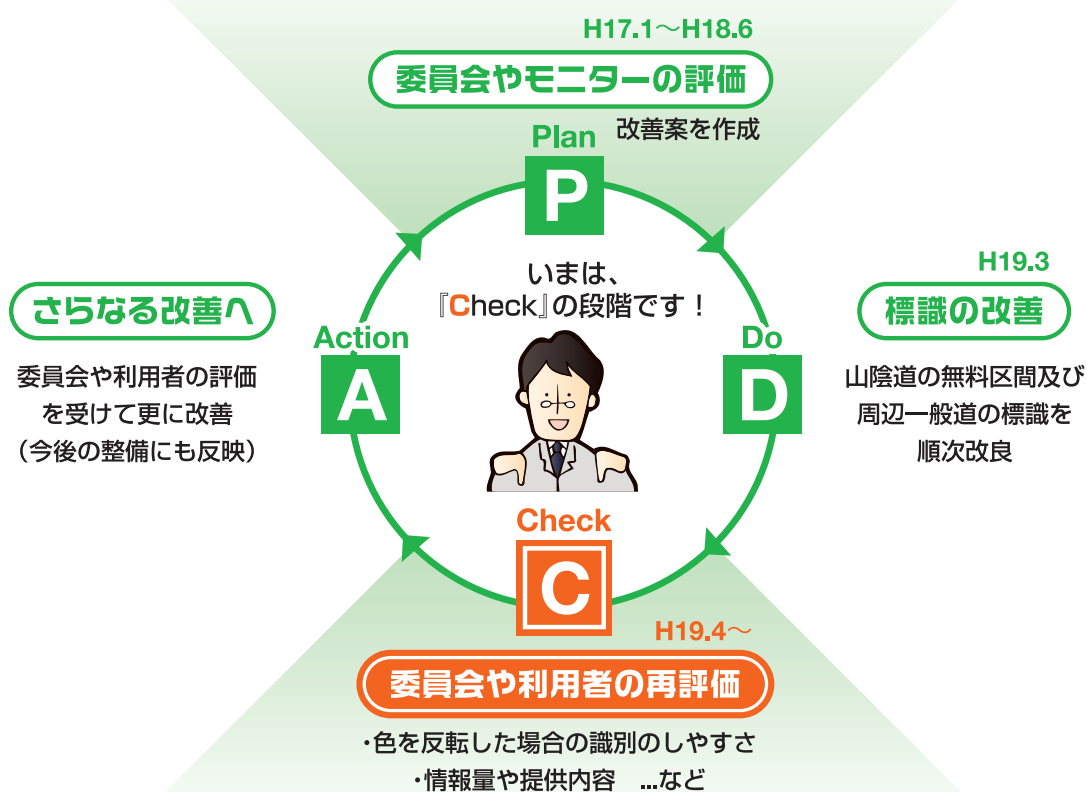 H17.1～H18.6
委員会やモニターの評価
改善案を作成
Plan
P
いまは、
『Check』の段階です！
H19.3
標識の改善
Do
D
山陰道の無料区間及び
周辺一般道の標識を
順次改良
Check
C
H19.4～
委員会や利用者の再評価
・色を反転した場合の識別のしやすさ
・情報量や提供内容　...など
さらなる改善へ
Action
A
委員会や利用者の評価
を受けて更に改善
（今後の整備にも反映）